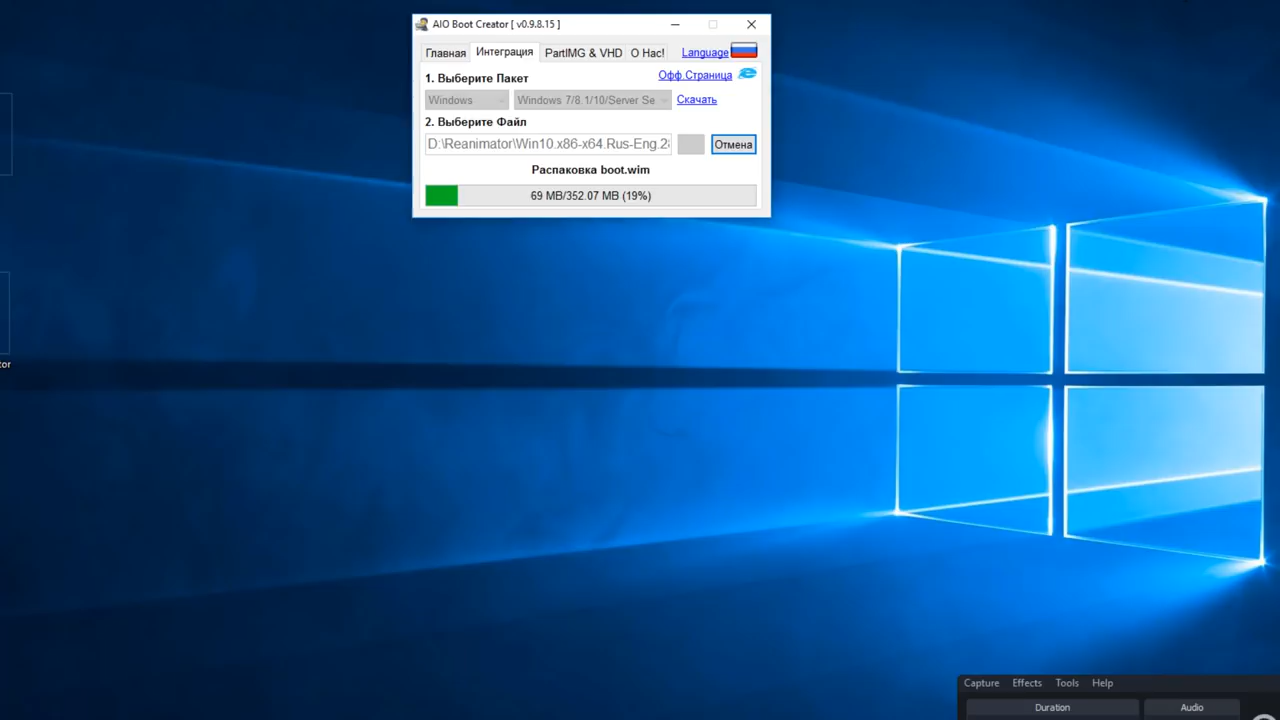 AIO Boot Creator [ v0.9.8.15 ]
Главная Интеграция PartIMG & VHD О Нас! Language
1. Выберите Пакет Офф.Страница
Windows Windows 7/8.1/10/Server Se Скачать
2. Выберите Файл
D:\Reanimator\Win10.x86-x64.Rus-Eng.2 Отмена
Распаковка boot.wim
69 MB/352.07 MB (19%)
tor
Capture Effects Tools Help
Duration Audio